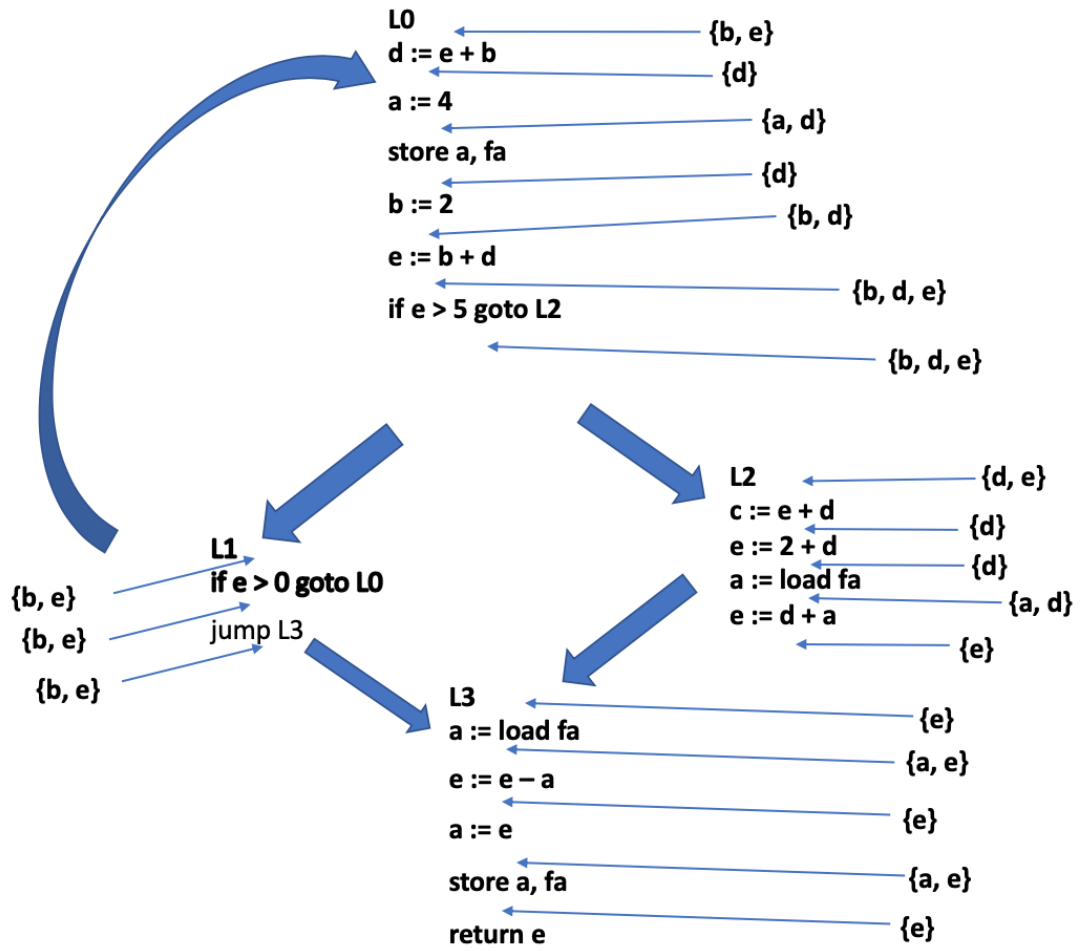 L0
{b, e}
d := e + b
{d}
a := 4
{a, d}
store a, fa
{d}
b := 2
{b, d}
e := b + d
{b, d, e}
if e > 5 goto L2
{b, d, e}
L2
{d, e}
c := e + d
{d}
e := 2 + d
{d}
a := load fa
{a, d}
e := d + a
{e}
L1
if e > 0 goto L0
{b, e}
jump L3
{b, e}
{b, e}
L3
{e}
a := load fa
{a, e}
e := e – a
{e}
a := e
{a, e}
store a, fa
{e}
return e